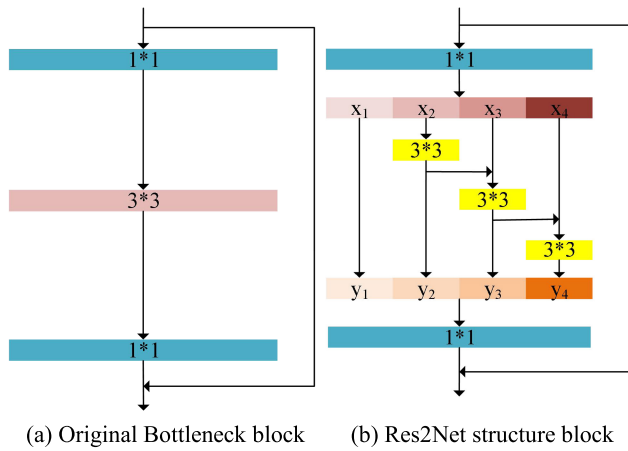 1*1
3*3
1*1
(a) Original Bottleneck block
1*1
x₁ x₂ x₃ x₄
3*3
3*3
3*3
y₁ y₂ y₃ y₄
1*1
(b) Res2Net structure block